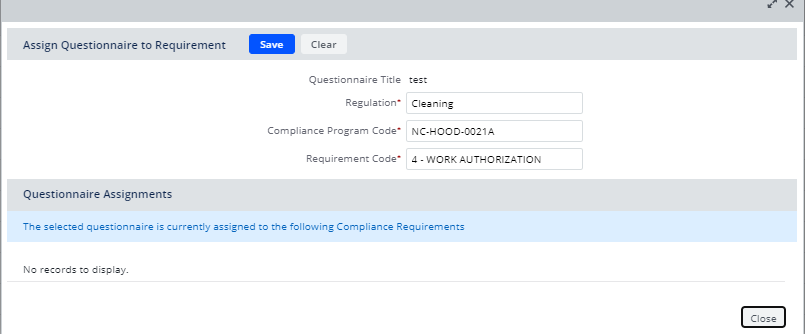 Assign Questionnaire to Requirement Save Clear
Questionnaire Title test
Regulation* Cleaning
Compliance Program Code* NC-HOOD-0021A
Requirement Code* 4 - WORK AUTHORIZATION
Questionnaire Assignments
The selected questionnaire is currently assigned to the following Compliance Requirements
No records to display.
Close